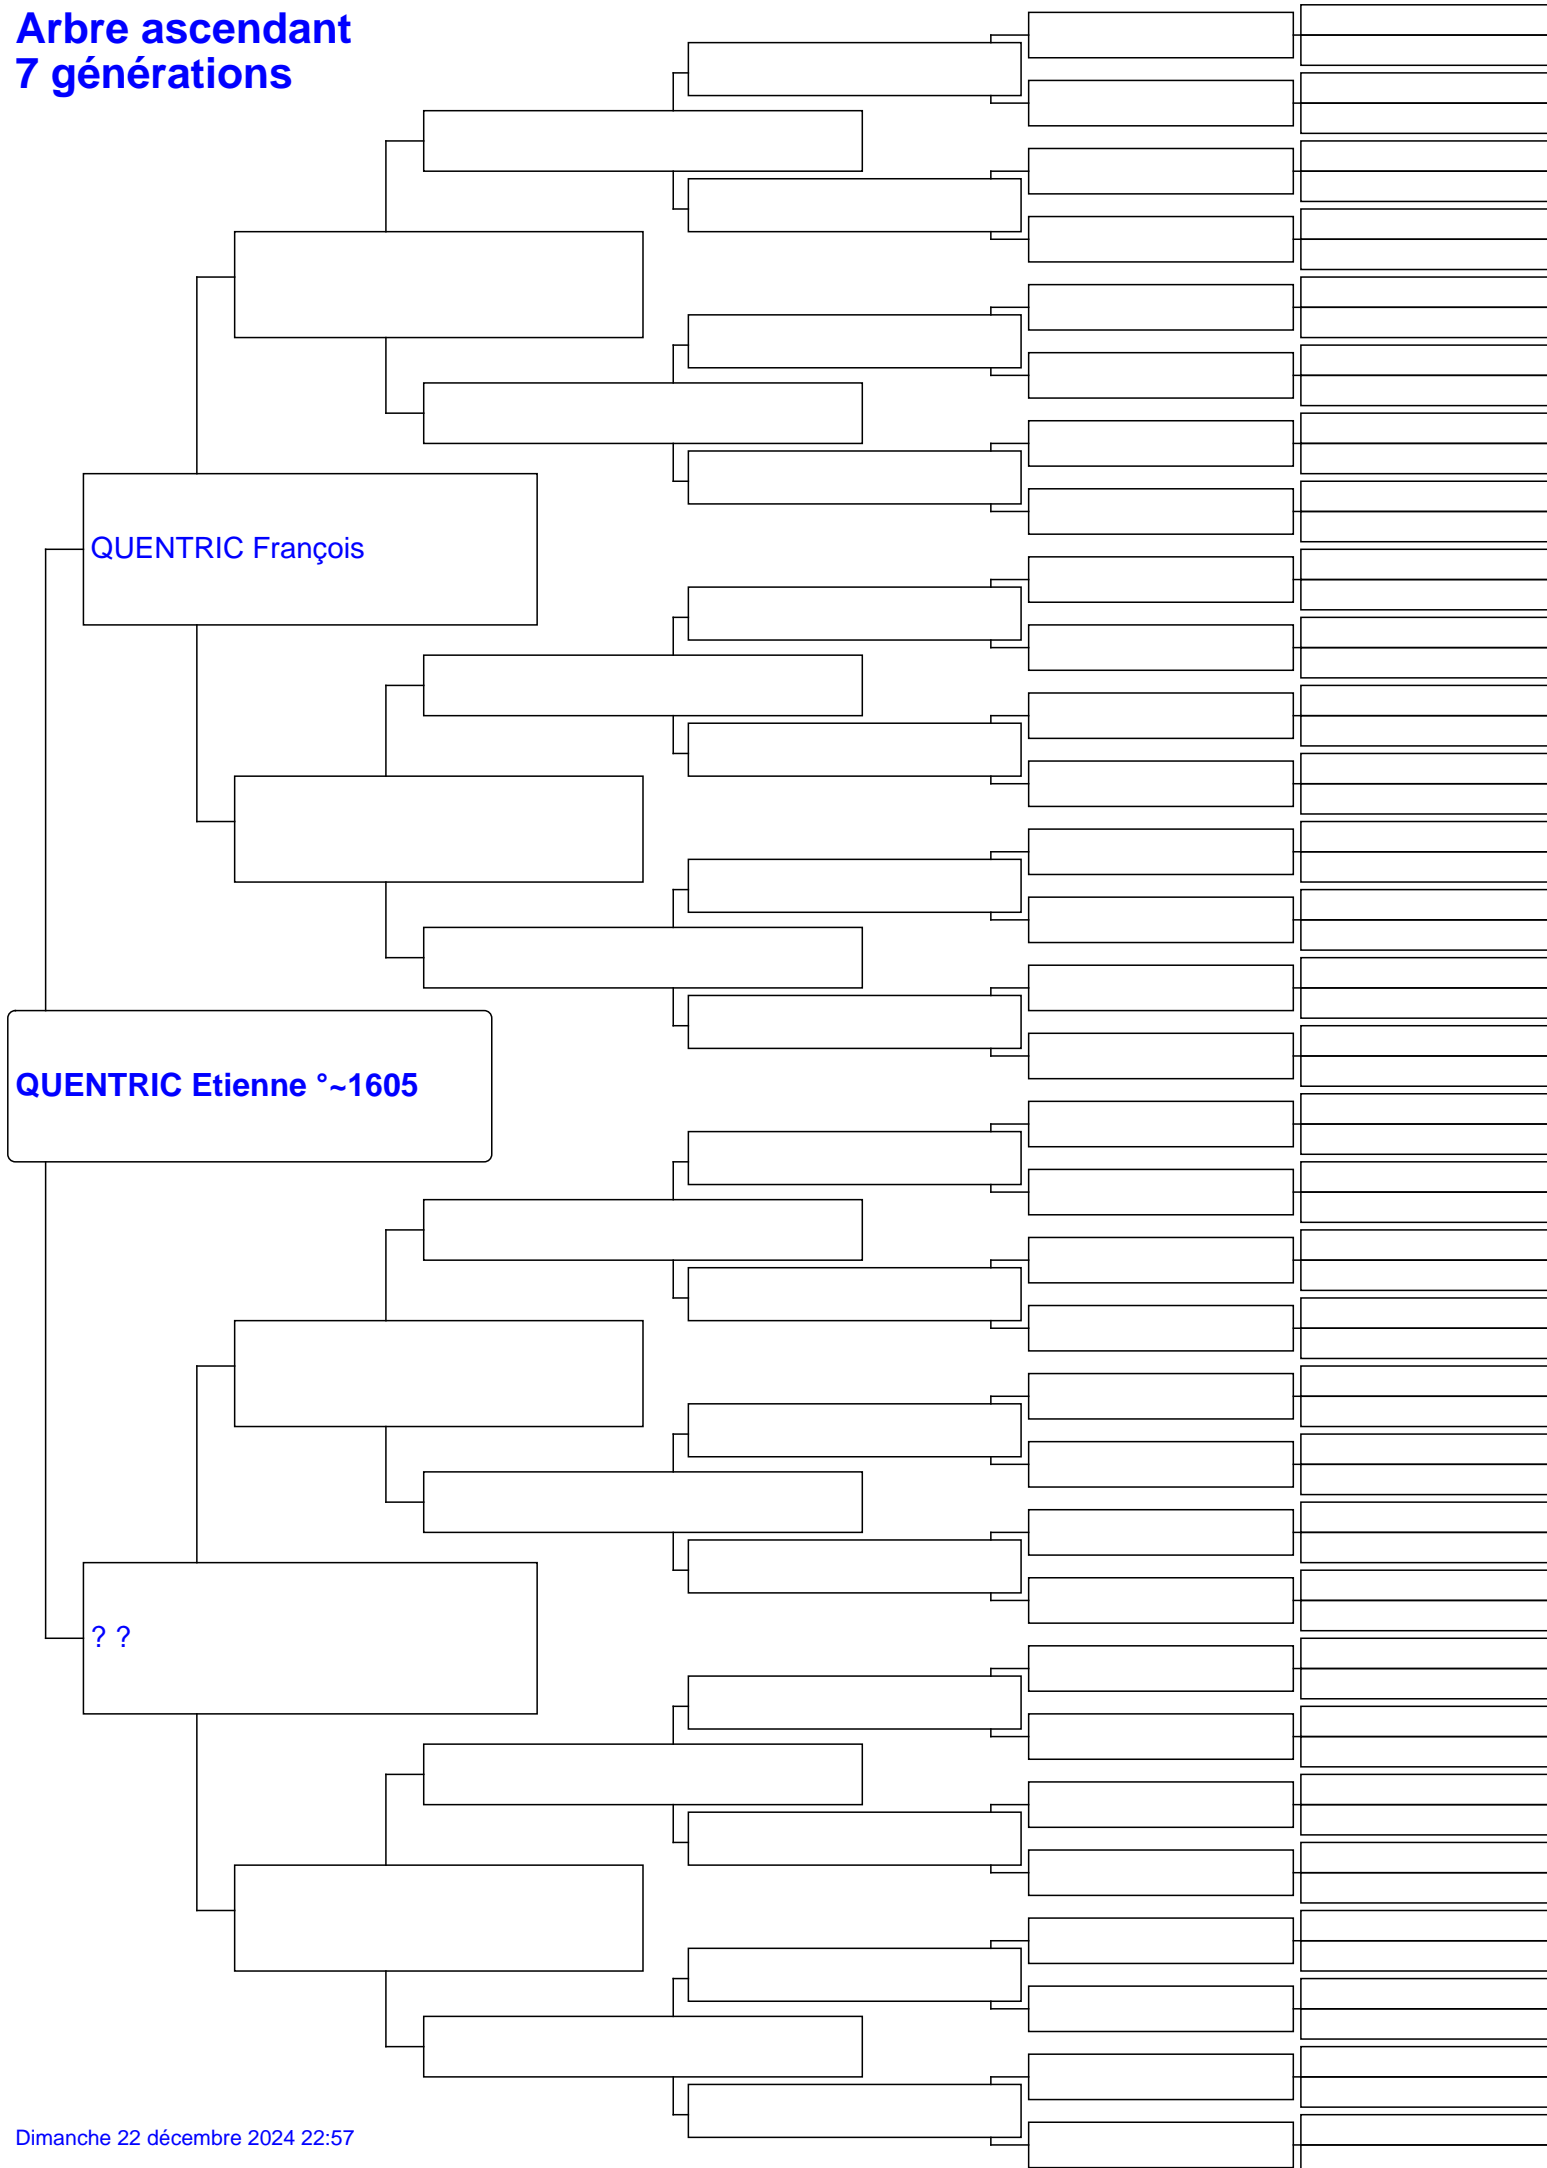 Arbre ascendant
7 générations
QUENTRIC François
QUENTRIC Etienne °~1605
? ?
Dimanche 22 décembre 2024 22:57